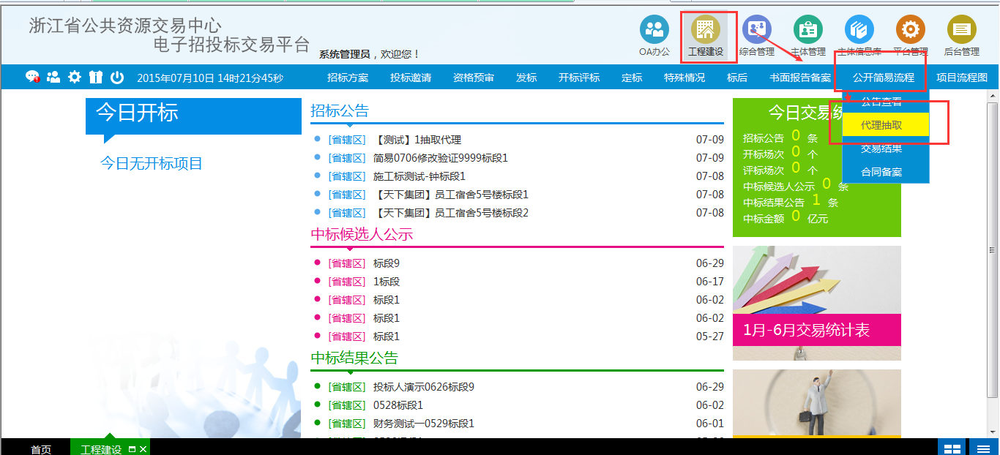 浙江省公共资源交易中心
电子招投标交易平台
系统管理员，欢迎您！
OA办公 工程建设 综合管理 主体管理 主体信息库 平台管理 后台管理
2015年07月10日 14时21分45秒 招标方案 投标邀请 资格预审 发标 开标评标 定标 特殊情况 标后 书面报告备案 公开简易流程 项目流程图
公告查看
代理抽取
交易结果
合同备案
今日开标
今日无开标项目
招标公告
[省辖区] 【测试】1抽取代理 07-09
[省辖区] 简易0706修改验证9999标段1 07-09
[省辖区] 施工标测试-钟标段1 07-08
[省辖区] 【天下集团】员工宿舍5号楼标段1 07-08
[省辖区] 【天下集团】员工宿舍5号楼标段2 07-08
中标候选人公示
[省辖区] 标段9 06-29
[省辖区] 1标段 06-17
[省辖区] 标段1 06-02
[省辖区] 标段1 06-02
[省辖区] 标段1 05-27
中标结果公告
[省辖区] 投标人演示0626标段9 06-29
[省辖区] 0528标段1 06-02
[省辖区] 财务测试一0529标段1 06-01
今日交易统
招标公告 0 条
开标场次 0 个
评标场次 0 个
中标候选人公示 0 条
中标结果公告 1 条
中标金额 0 亿元
1月-6月交易统计表
首页 工程建设